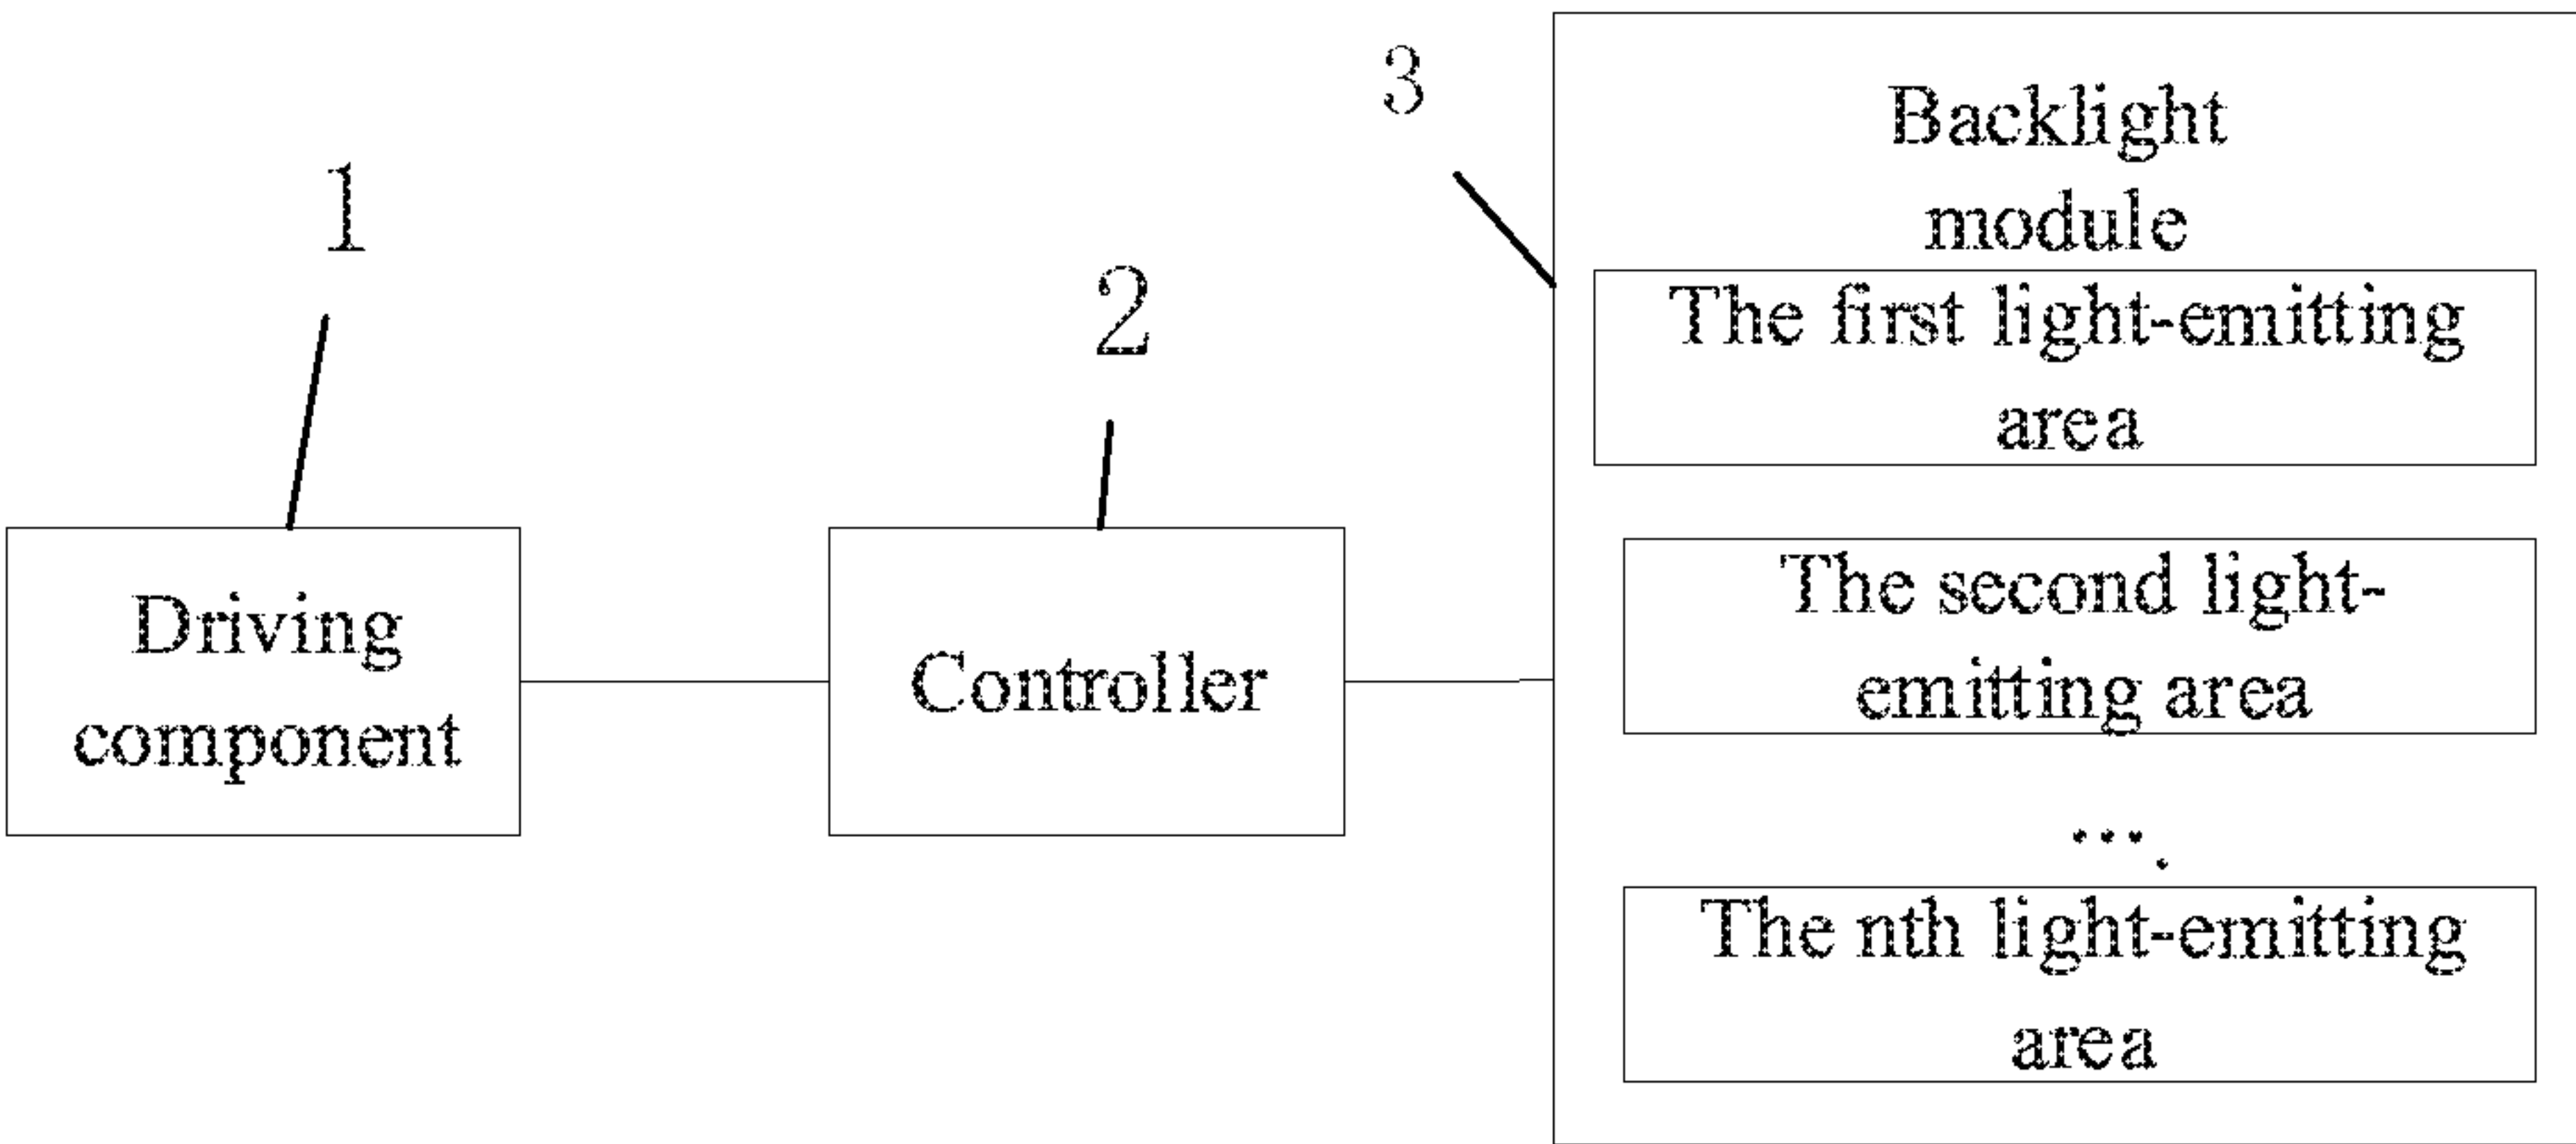 1
2
3
Driving
component
Controller
Backlight
module
The first light-emitting
area
The second light-
emitting area
....
The nth light-emitting
area